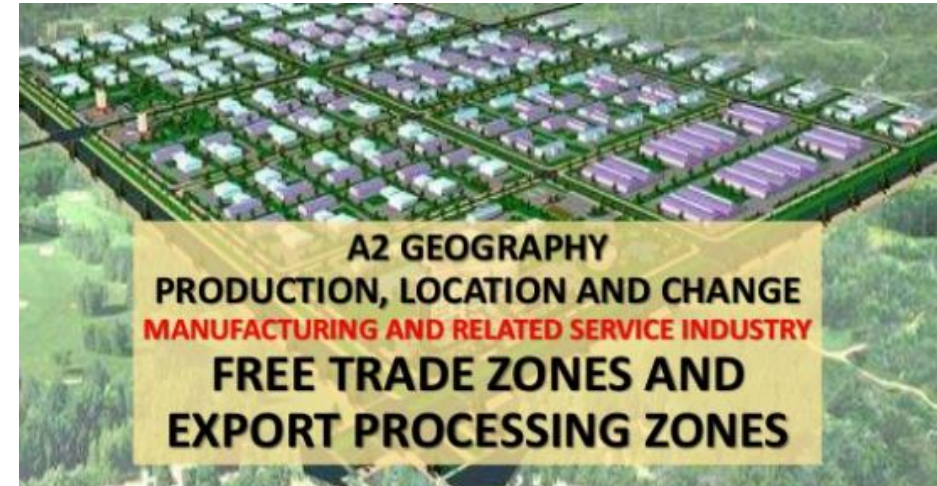 A2 GEOGRAPHY
PRODUCTION, LOCATION AND CHANGE
MANUFACTURING AND RELATED SERVICE INDUSTRY
FREE TRADE ZONES AND
EXPORT PROCESSING ZONES